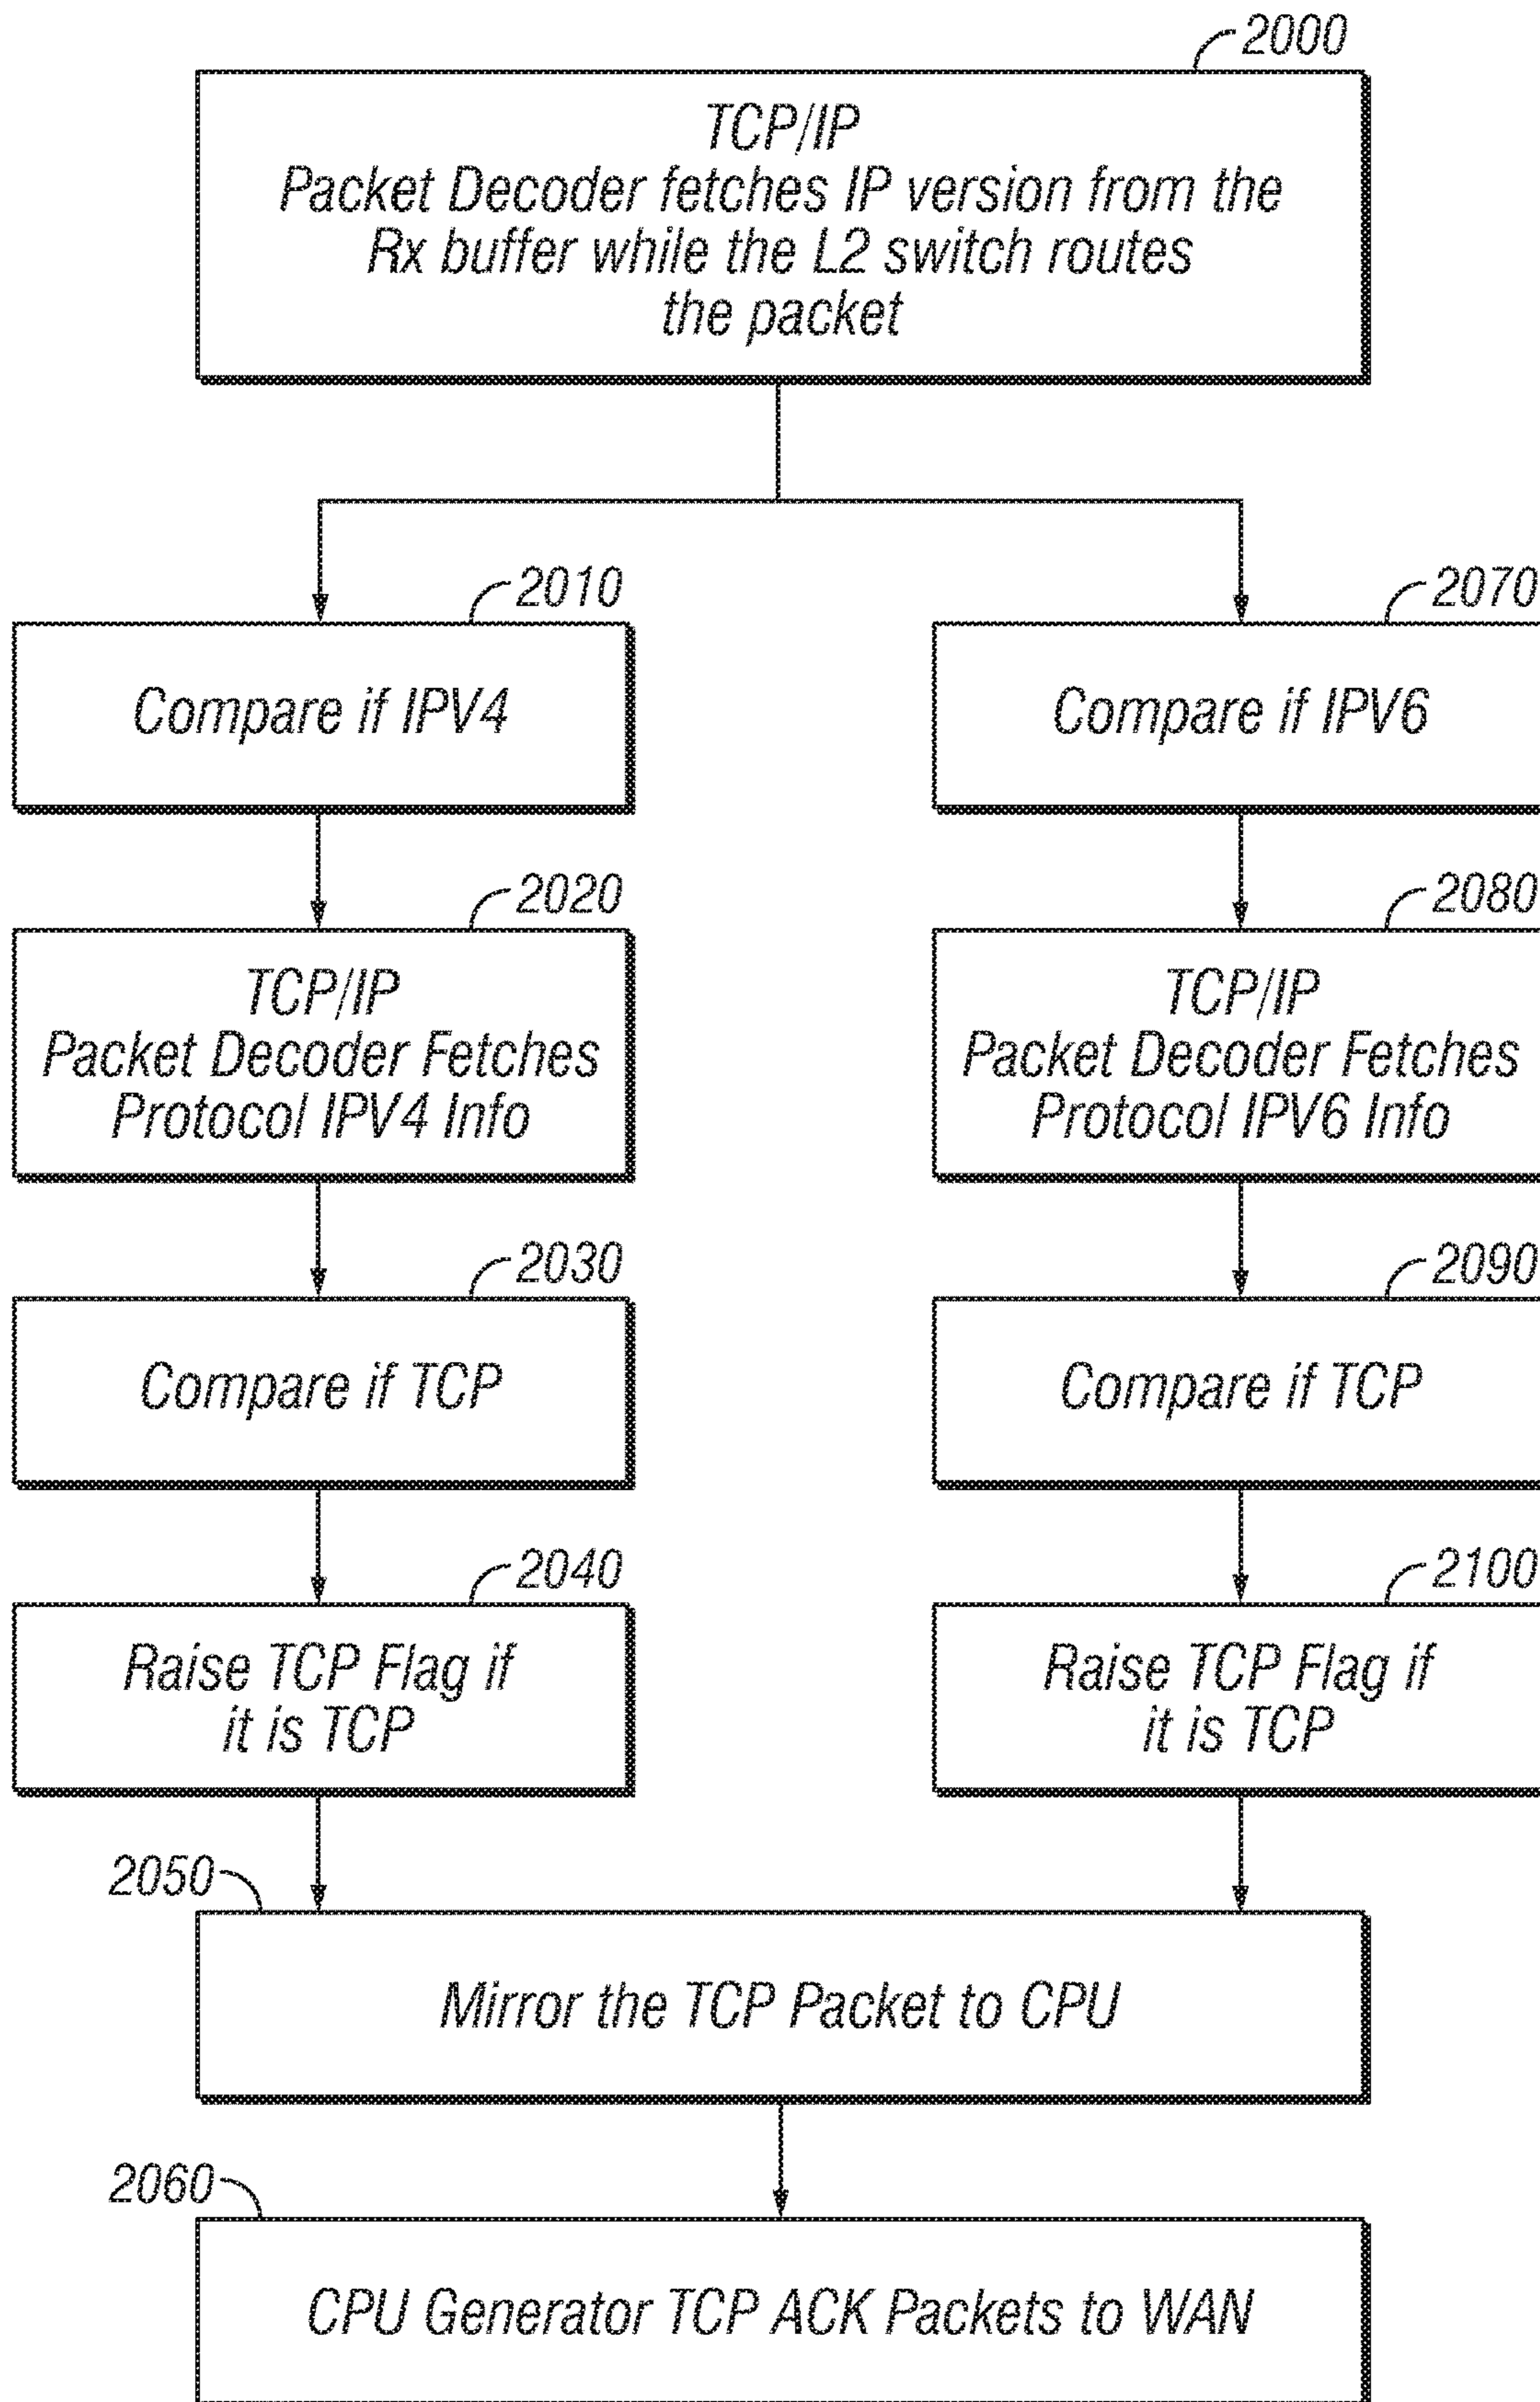 2000
TCP/IP
Packet Decoder fetches IP version from the
Rx buffer while the L2 switch routes
the packet
2010
Compare if IPV4
2020
TCP/IP
Packet Decoder Fetches
Protocol IPV4 Info
2030
Compare if TCP
2040
Raise TCP Flag if
it is TCP
2070
Compare if IPV6
2080
TCP/IP
Packet Decoder Fetches
Protocol IPV6 Info
2090
Compare if TCP
2100
Raise TCP Flag if
it is TCP
2050
Mirror the TCP Packet to CPU
2060
CPU Generator TCP ACK Packets to WAN